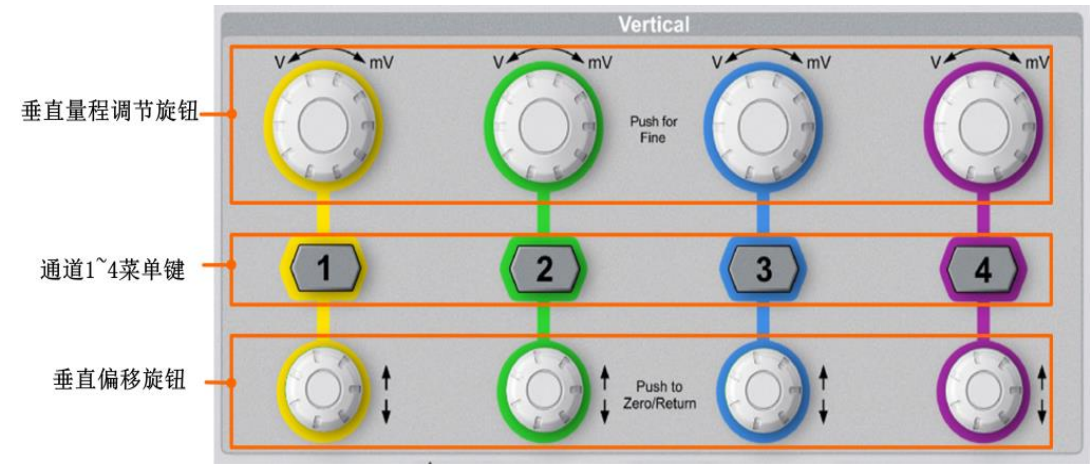 Vertical
V mV V mV V mV V mV
垂直量程调节旋钮
Push for
Fine
通道1~4菜单键
1 2 3 4
垂直偏移旋钮
Push to
Zero/Return